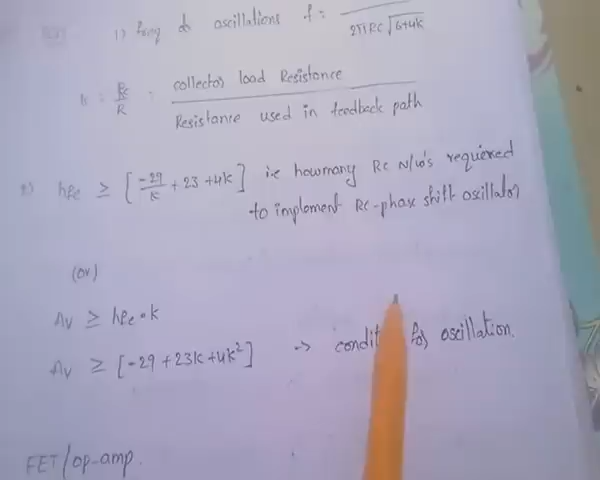 1) freq of oscillations f = 
2πRC√6+4k
k = Rc/R = collector load Resistance
Resistance used in feedback path
2) hfe ≥ [-29/k + 23 + 4k] i.e howmany RC N/w's required
to implement RC-phase shift oscillator
(or)
Av ≥ hfe·k
Av ≥ [-29 + 23k + 4k²] → condit for oscillation.
FET/op-amp.